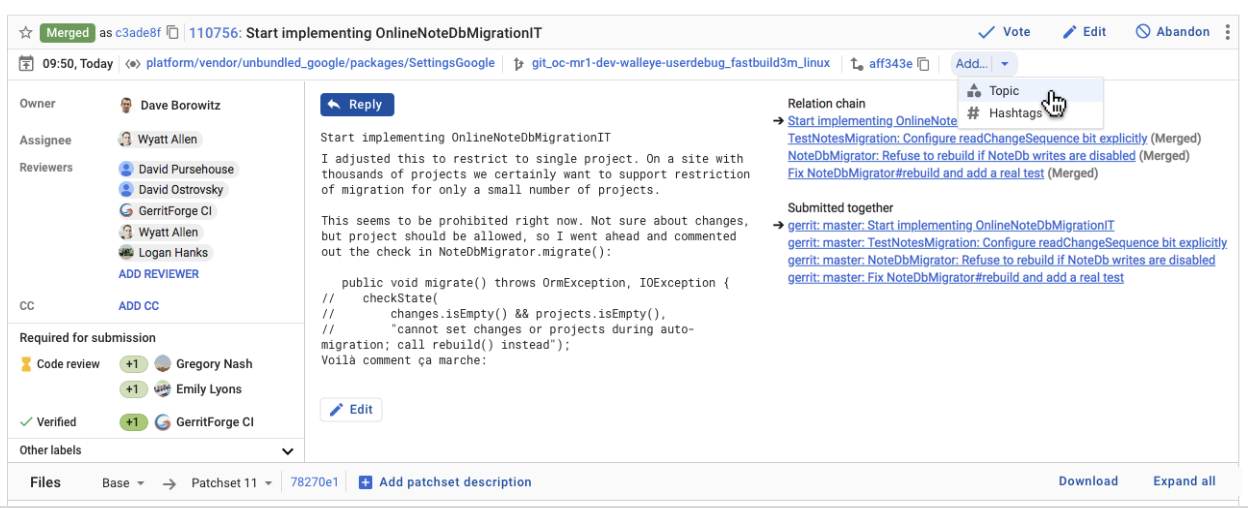 Merged as c3ade8f 110756: Start implementing OnlineNoteDbMigrationIT Vote Edit Abandon
09:50, Today platform/vendor/unbundled_google/packages/SettingsGoogle git_oc-mr1-dev-walleye-userdebug_fastbuild3m_linux aff343e Add...
Topic
# Hashtags
Owner Dave Borowitz
Assignee Wyatt Allen
Reviewers David Pursehouse
David Ostrovsky
GerritForge CI
Wyatt Allen
Logan Hanks
ADD REVIEWER
CC ADD CC
Required for submission
Code review +1 Gregory Nash
+1 Emily Lyons
Verified +1 GerritForge CI
Other labels
Reply
Start implementing OnlineNoteDbMigrationIT
I adjusted this to restrict to single project. On a site with
thousands of projects we certainly want to support restriction
of migration for only a small number of projects.
This seems to be prohibited right now. Not sure about changes,
but project should be allowed, so I went ahead and commented
out the check in NoteDbMigrator.migrate():
public void migrate() throws OrmException, IOException {
// checkState(
// changes.isEmpty() && projects.isEmpty(),
// "cannot set changes or projects during auto-
migration; call rebuild() instead");
Voilà comment ça marche:
Edit
Relation chain
→ Start implementing OnlineNote
TestNotesMigration: Configure readChangeSequence bit explicitly (Merged)
NoteDbMigrator: Refuse to rebuild if NoteDb writes are disabled (Merged)
Fix NoteDbMigrator#rebuild and add a real test (Merged)
Submitted together
→ gerrit: master: Start implementing OnlineNoteDbMigrationIT
gerrit: master: TestNotesMigration: Configure readChangeSequence bit explicitly
gerrit: master: NoteDbMigrator: Refuse to rebuild if NoteDb writes are disabled
gerrit: master: Fix NoteDbMigrator#rebuild and add a real test
Files Base → Patchset 11 78270e1 Add patchset description Download Expand all